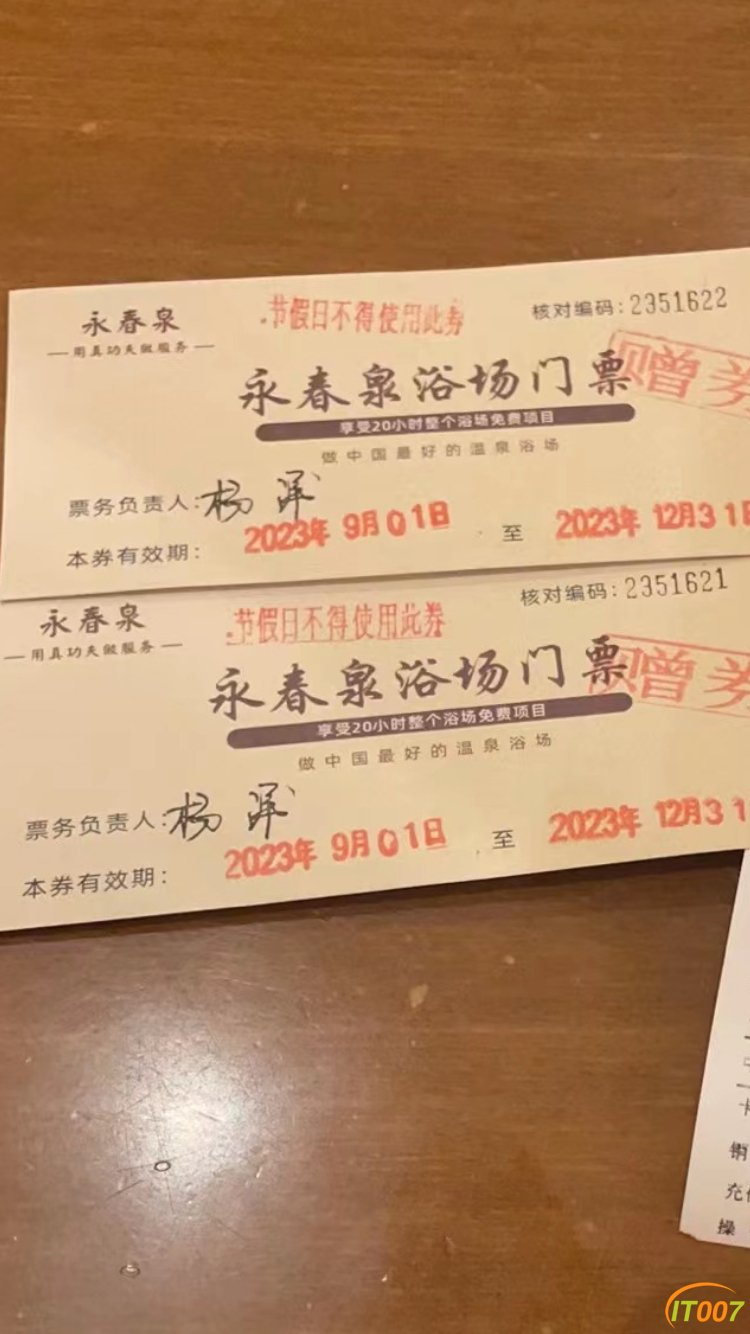 永春泉
用真功夫做服务
节假日不得使用此券
核对编码：2351622
赠券
永春泉浴场门票
享受20小时整个浴场免费项目
做中国最好的温泉浴场
票务负责人：杨洋
本券有效期：2023年9月01日 至 2023年12月31日
永春泉
用真功夫做服务
节假日不得使用此券
核对编码：2351621
赠券
永春泉浴场门票
享受20小时整个浴场免费项目
做中国最好的温泉浴场
票务负责人：杨洋
本券有效期：2023年9月01日 至 2023年12月31
销
充值
操
IT007